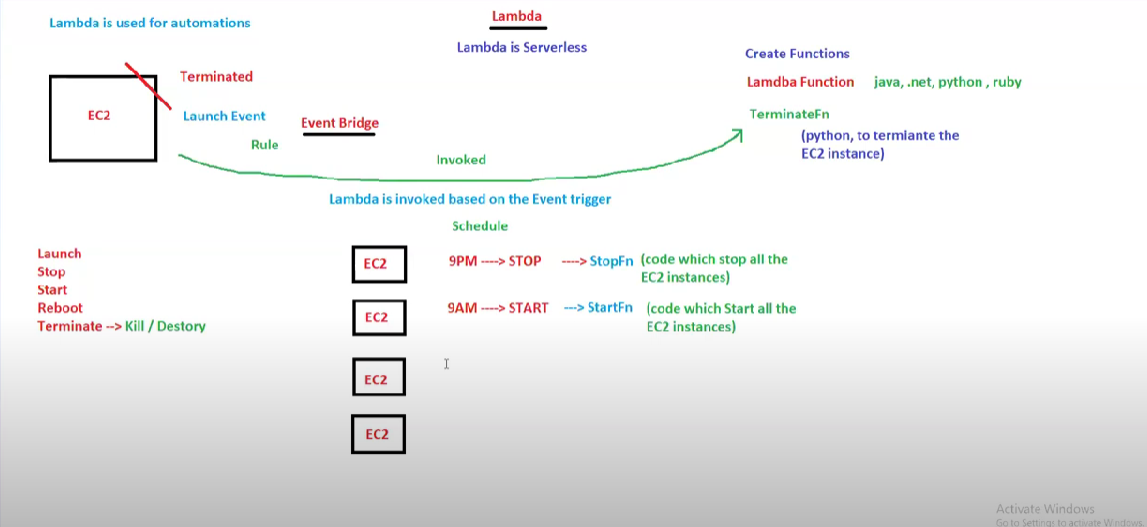 Lambda
Lambda is used for automations
Lambda is Serverless
Create Functions
Terminated
Lamdba Function java, .net, python , ruby
EC2
Launch Event
TerminateFn
Event Bridge
(python, to termiante the
EC2 instance)
Rule
Invoked
Lambda is invoked based on the Event trigger
Schedule
Launch
Stop
Start
Reboot
Terminate --> Kill / Destory
EC2
9PM ----> STOP ----> StopFn (code which stop all the
EC2 instances)
EC2
9AM ----> START ---> StartFn (code which Start all the
EC2 instances)
EC2
EC2
Activate Windows
Go to Settings to activate Windows